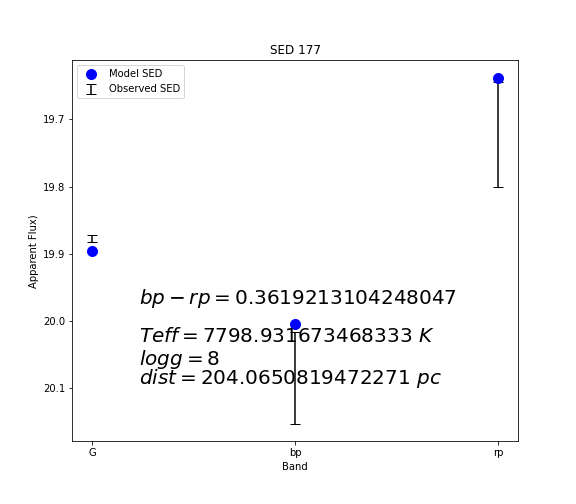 SED 177
Model SED
Observed SED
19.7
19.8
19.9
20.0
20.1
Apparent Flux)
bp − rp = 0.3619213104248047
Teff = 7798.931673468333 K
logg = 8
dist = 204.0650819472271 pc
G bp rp
Band